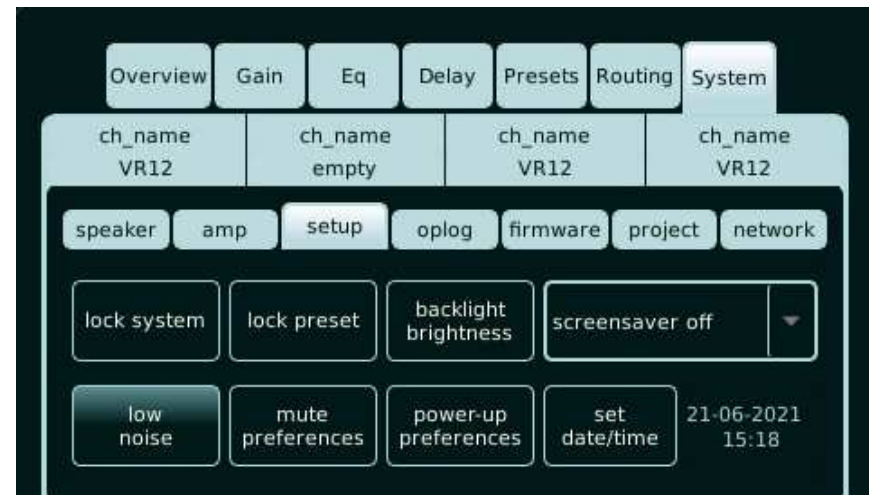 Overview Gain Eq Delay Presets Routing System
ch_name ch_name ch_name ch_name
VR12 empty VR12 VR12
speaker amp setup oplog firmware project network
lock system lock preset backlight brightness screensaver off
low noise mute preferences power-up preferences set date/time 21-06-2021 15:18